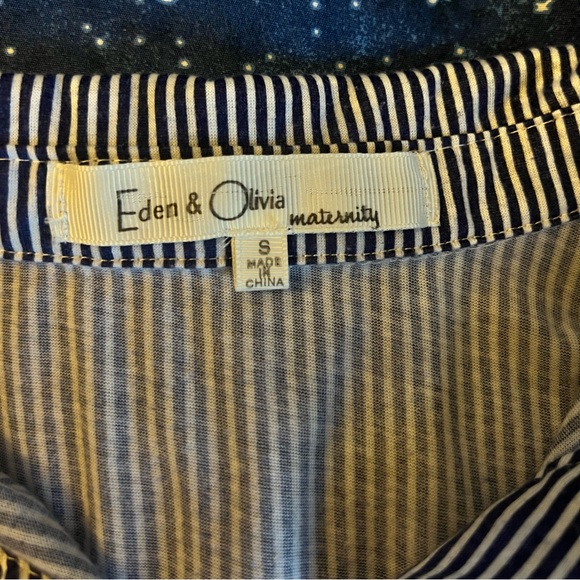 Eden & Olivia maternity
S
MADE
IN
CHINA